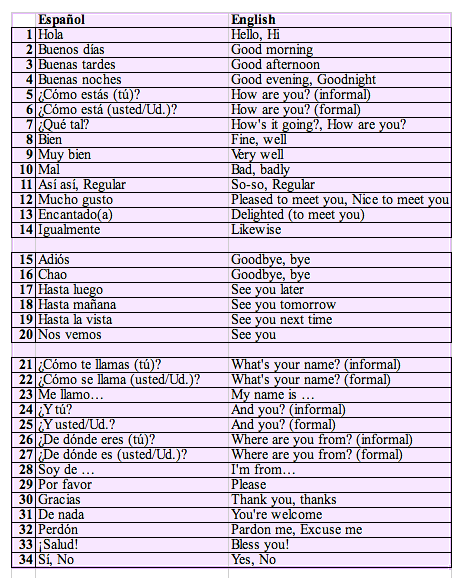 Español English
1 Hola Hello, Hi
2 Buenos días Good morning
3 Buenas tardes Good afternoon
4 Buenas noches Good evening, Goodnight
5 ¿Cómo estás (tú)? How are you? (informal)
6 ¿Cómo está (usted/Ud.)? How are you? (formal)
7 ¿Qué tal? How's it going?, How are you?
8 Bien Fine, well
9 Muy bien Very well
10 Mal Bad, badly
11 Así así, Regular So-so, Regular
12 Mucho gusto Pleased to meet you, Nice to meet you
13 Encantado(a) Delighted (to meet you)
14 Igualmente Likewise
15 Adiós Goodbye, bye
16 Chao Goodbye, bye
17 Hasta luego See you later
18 Hasta mañana See you tomorrow
19 Hasta la vista See you next time
20 Nos vemos See you
21 ¿Cómo te llamas (tú)? What's your name? (informal)
22 ¿Cómo se llama (usted/Ud.)? What's your name? (formal)
23 Me llamo… My name is …
24 ¿Y tú? And you? (informal)
25 ¿Y usted/Ud.? And you? (formal)
26 ¿De dónde eres (tú)? Where are you from? (informal)
27 ¿De dónde es (usted/Ud.)? Where are you from? (formal)
28 Soy de … I'm from…
29 Por favor Please
30 Gracias Thank you, thanks
31 De nada You're welcome
32 Perdón Pardon me, Excuse me
33 ¡Salud! Bless you!
34 Sí, No Yes, No